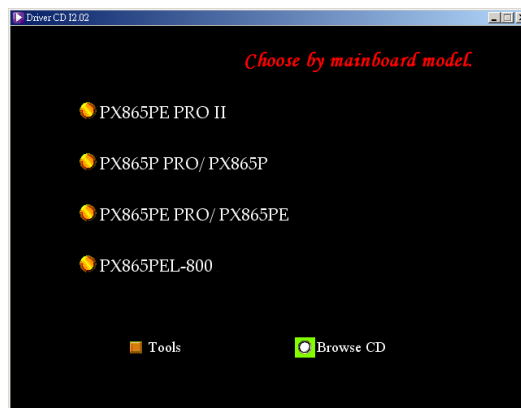 Driver CD I2.02
Choose by mainboard model.
PX865PE PRO II
PX865P PRO/ PX865P
PX865PE PRO/ PX865PE
PX865PEL-800
Tools
Browse CD